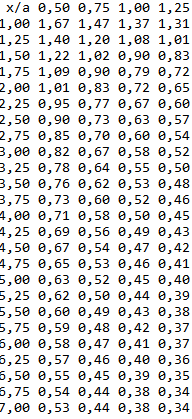 x/a 0,50 0,75 1,00 1,25
1,00 1,67 1,47 1,37 1,31
1,25 1,40 1,20 1,08 1,01
1,50 1,22 1,02 0,90 0,83
1,75 1,09 0,90 0,79 0,72
2,00 1,01 0,83 0,72 0,65
2,25 0,95 0,77 0,67 0,60
2,50 0,90 0,73 0,63 0,57
2,75 0,85 0,70 0,60 0,54
3,00 0,82 0,67 0,58 0,52
3,25 0,78 0,64 0,55 0,50
3,50 0,76 0,62 0,53 0,48
3,75 0,73 0,60 0,52 0,46
4,00 0,71 0,58 0,50 0,45
4,25 0,69 0,56 0,49 0,43
4,50 0,67 0,54 0,47 0,42
4,75 0,65 0,53 0,46 0,41
5,00 0,63 0,52 0,45 0,40
5,25 0,62 0,50 0,44 0,39
5,50 0,60 0,49 0,43 0,38
5,75 0,59 0,48 0,42 0,37
6,00 0,58 0,47 0,41 0,37
6,25 0,57 0,46 0,40 0,36
6,50 0,55 0,45 0,39 0,35
6,75 0,54 0,44 0,38 0,34
7,00 0,53 0,44 0,38 0,33